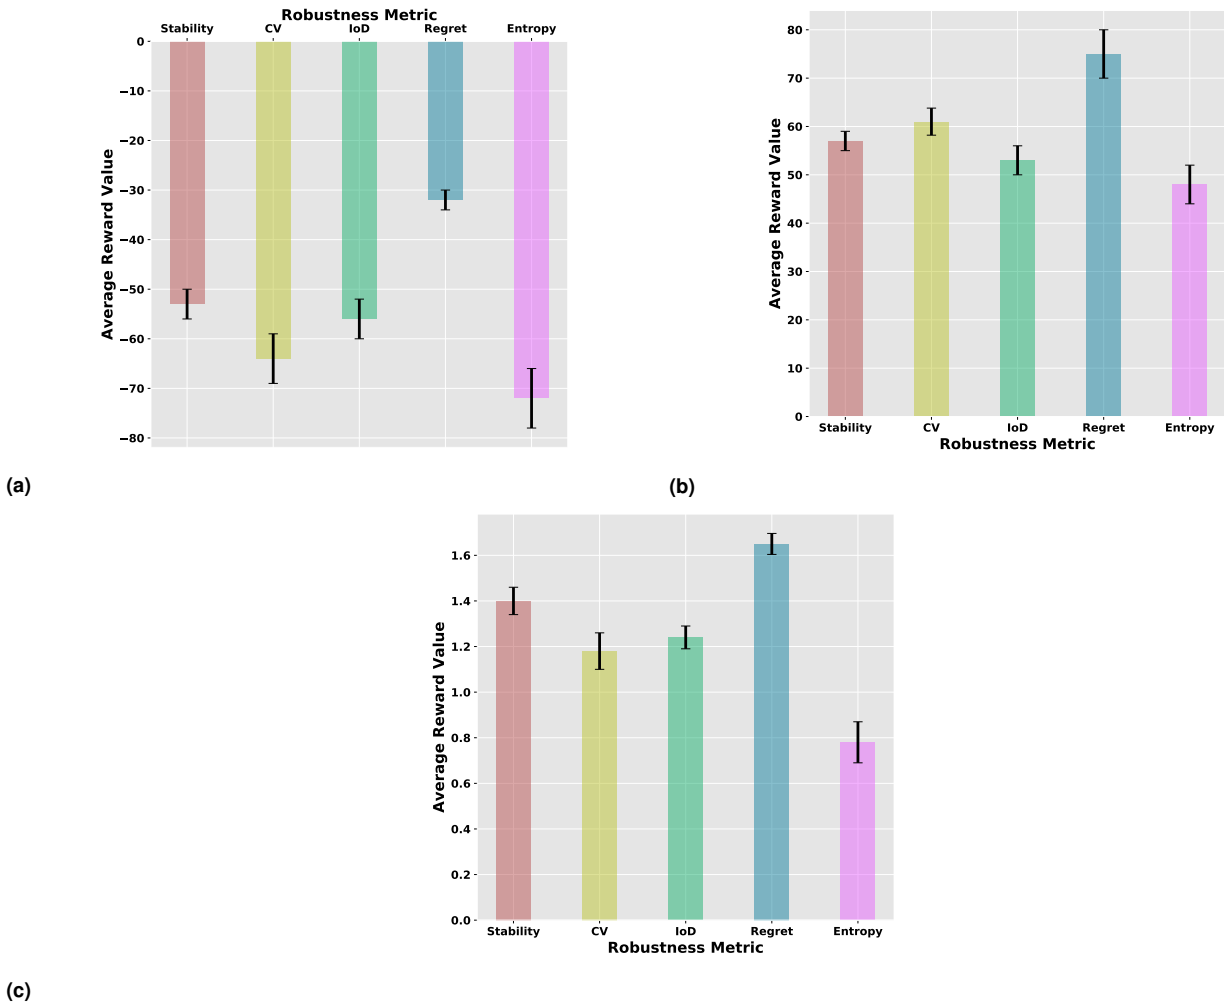 Robustness Metric
Stability CV IoD Regret Entropy
0
−10
−20
−30
−40
−50
−60
−70
−80
Average Reward Value
(a)
80
70
60
50
40
30
20
10
0
Average Reward Value
Stability CV IoD Regret Entropy
Robustness Metric
(b)
1.6
1.4
1.2
1.0
0.8
0.6
0.4
0.2
0.0
Average Reward Value
Stability CV IoD Regret Entropy
Robustness Metric
(c)